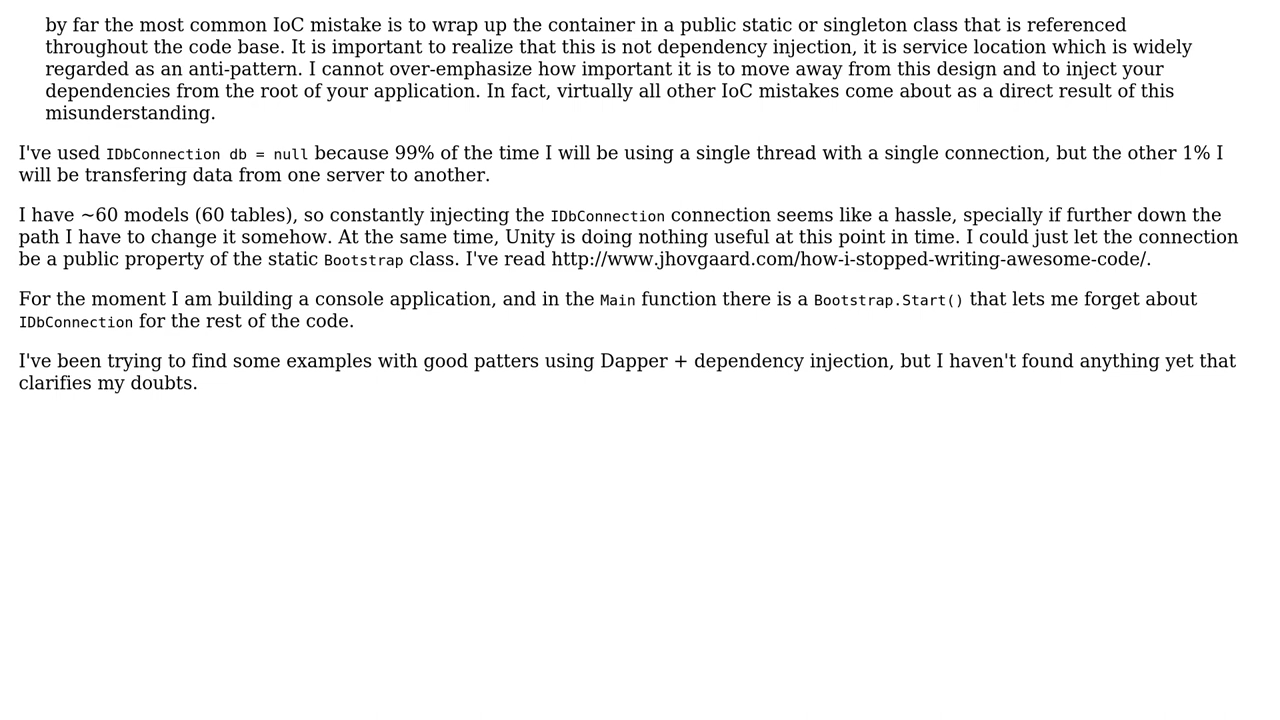 by far the most common IoC mistake is to wrap up the container in a public static or singleton class that is referenced
throughout the code base. It is important to realize that this is not dependency injection, it is service location which is widely
regarded as an anti-pattern. I cannot over-emphasize how important it is to move away from this design and to inject your
dependencies from the root of your application. In fact, virtually all other IoC mistakes come about as a direct result of this
misunderstanding.
I've used IDbConnection db = null because 99% of the time I will be using a single thread with a single connection, but the other 1% I
will be transfering data from one server to another.
I have ~60 models (60 tables), so constantly injecting the IDbConnection connection seems like a hassle, specially if further down the
path I have to change it somehow. At the same time, Unity is doing nothing useful at this point in time. I could just let the connection
be a public property of the static Bootstrap class. I've read http://www.jhovgaard.com/how-i-stopped-writing-awesome-code/.
For the moment I am building a console application, and in the Main function there is a Bootstrap.Start() that lets me forget about
IDbConnection for the rest of the code.
I've been trying to find some examples with good patters using Dapper + dependency injection, but I haven't found anything yet that
clarifies my doubts.